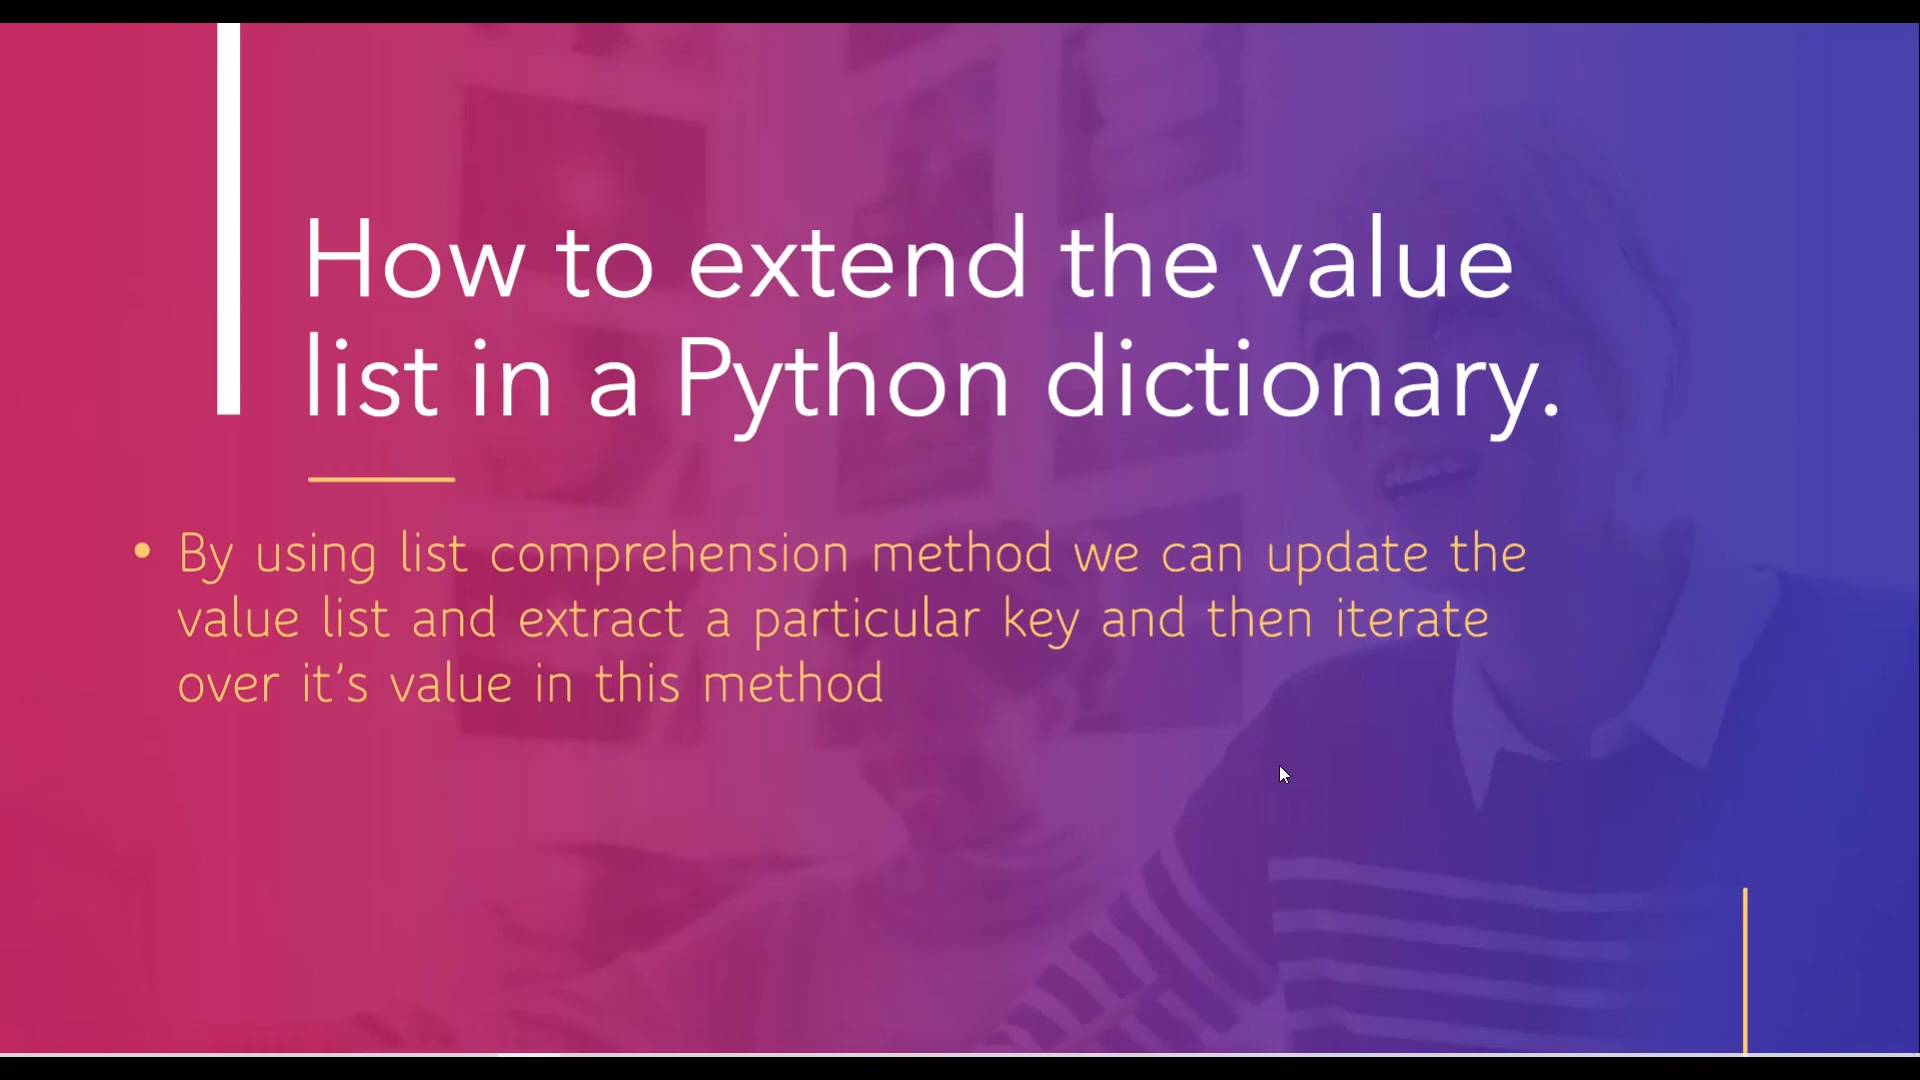 How to extend the value
list in a Python dictionary.
• By using list comprehension method we can update the
value list and extract a particular key and then iterate
over it’s value in this method